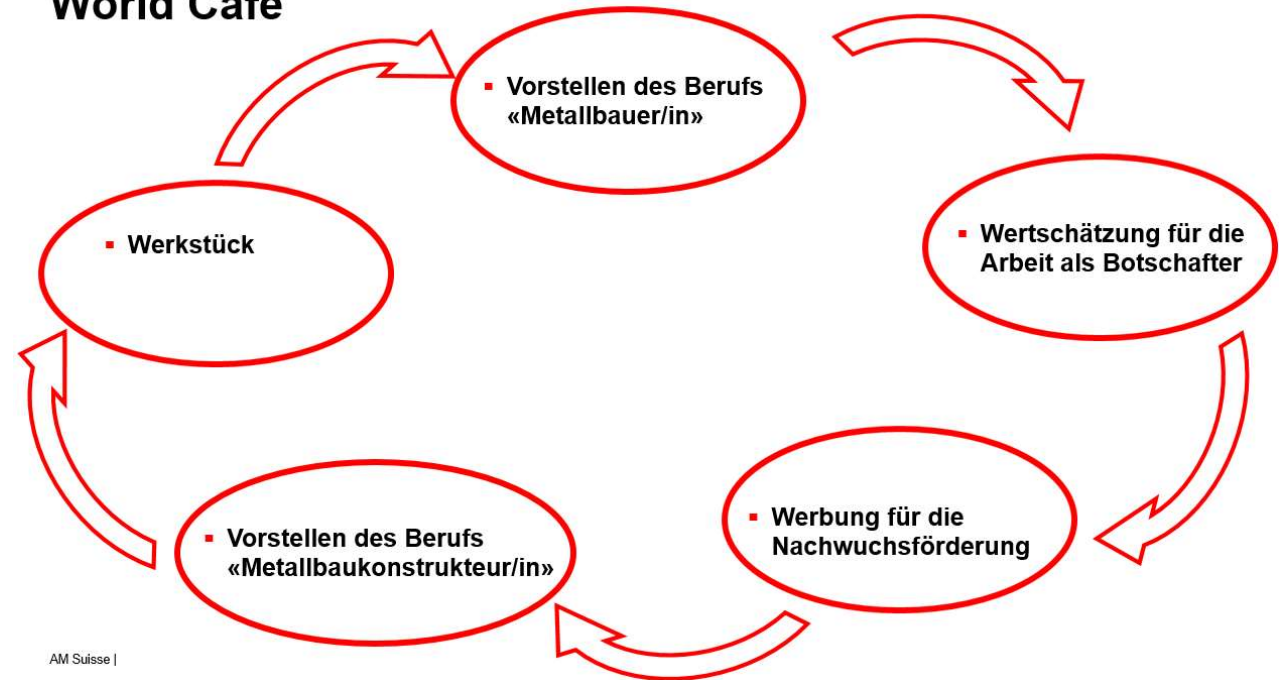 World Café
Vorstellen des Berufs
«Metallbauer/in»
Wertschätzung für die
Arbeit als Botschafter
Werbung für die
Nachwuchsförderung
Vorstellen des Berufs
«Metallbaukonstrukteur/in»
Werkstück
AM Suisse |